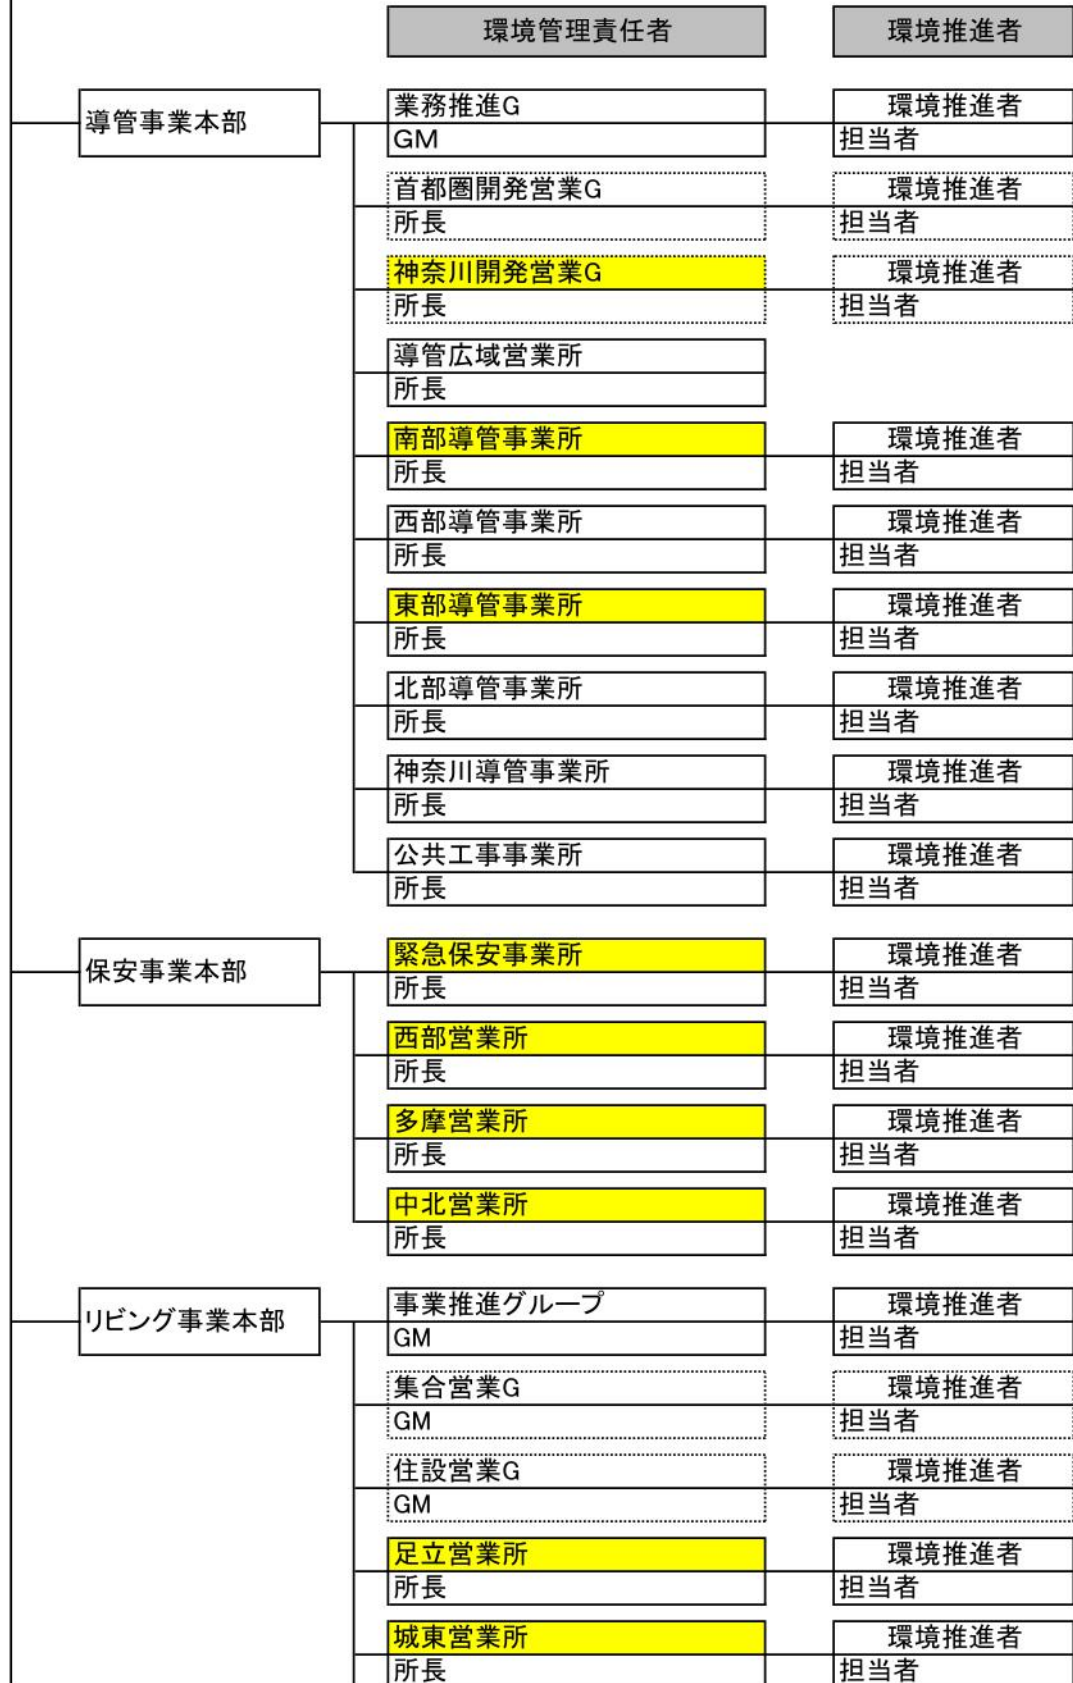 環境管理責任者 環境推進者
導管事業本部
業務推進G 環境推進者
GM 担当者
首都圏開発営業G 環境推進者
所長 担当者
神奈川開発営業G 環境推進者
所長 担当者
導管広域営業所
所長
南部導管事業所 環境推進者
所長 担当者
西部導管事業所 環境推進者
所長 担当者
東部導管事業所 環境推進者
所長 担当者
北部導管事業所 環境推進者
所長 担当者
神奈川導管事業所 環境推進者
所長 担当者
公共工事事業所 環境推進者
所長 担当者
保安事業本部
緊急保安事業所 環境推進者
所長 担当者
西部営業所 環境推進者
所長 担当者
多摩営業所 環境推進者
所長 担当者
中北営業所 環境推進者
所長 担当者
リビング事業本部
事業推進グループ 環境推進者
GM 担当者
集合営業G 環境推進者
GM 担当者
住設営業G 環境推進者
GM 担当者
足立営業所 環境推進者
所長 担当者
城東営業所 環境推進者
所長 担当者